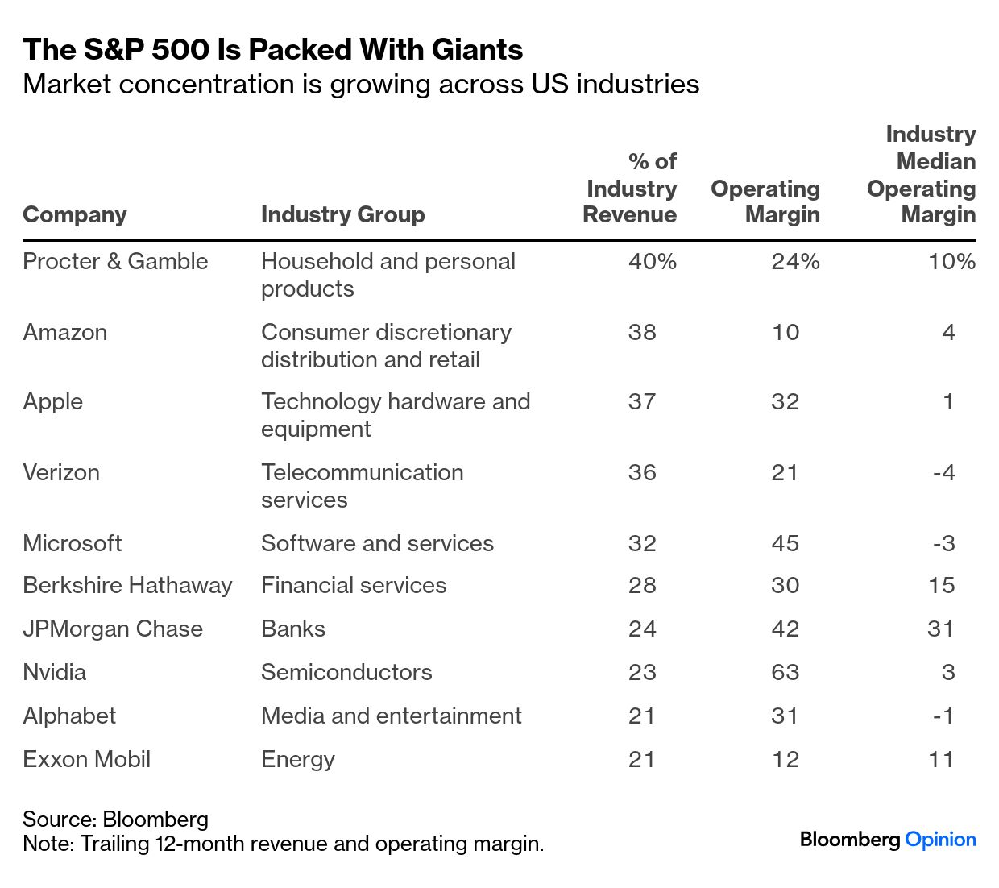 The S&P 500 Is Packed With Giants
Market concentration is growing across US industries
Company Industry Group % of Industry Revenue Operating Margin Industry Median Operating Margin
Procter & Gamble Household and personal products 40% 24% 10%
Amazon Consumer discretionary distribution and retail 38 10 4
Apple Technology hardware and equipment 37 32 1
Verizon Telecommunication services 36 21 -4
Microsoft Software and services 32 45 -3
Berkshire Hathaway Financial services 28 30 15
JPMorgan Chase Banks 24 42 31
Nvidia Semiconductors 23 63 3
Alphabet Media and entertainment 21 31 -1
Exxon Mobil Energy 21 12 11
Source: Bloomberg
Note: Trailing 12-month revenue and operating margin.
Bloomberg Opinion